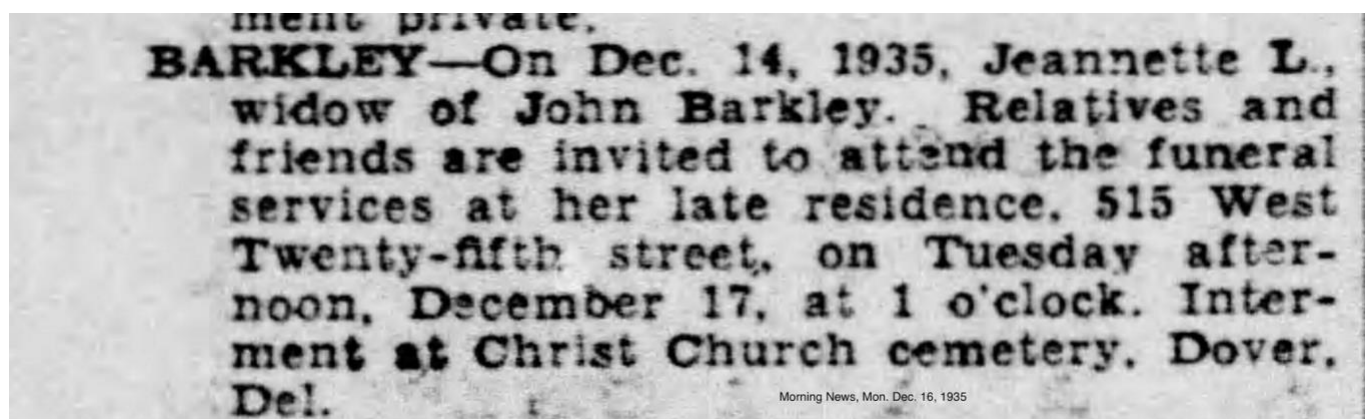 ment private.
BARKLEY—On Dec. 14, 1935, Jeannette L.,
widow of John Barkley. Relatives and
friends are invited to attend the funeral
services at her late residence, 515 West
Twenty-fifth street, on Tuesday after-
noon, December 17, at 1 o'clock. Inter-
ment at Christ Church cemetery, Dover,
Del.
Morning News, Mon. Dec. 16, 1935